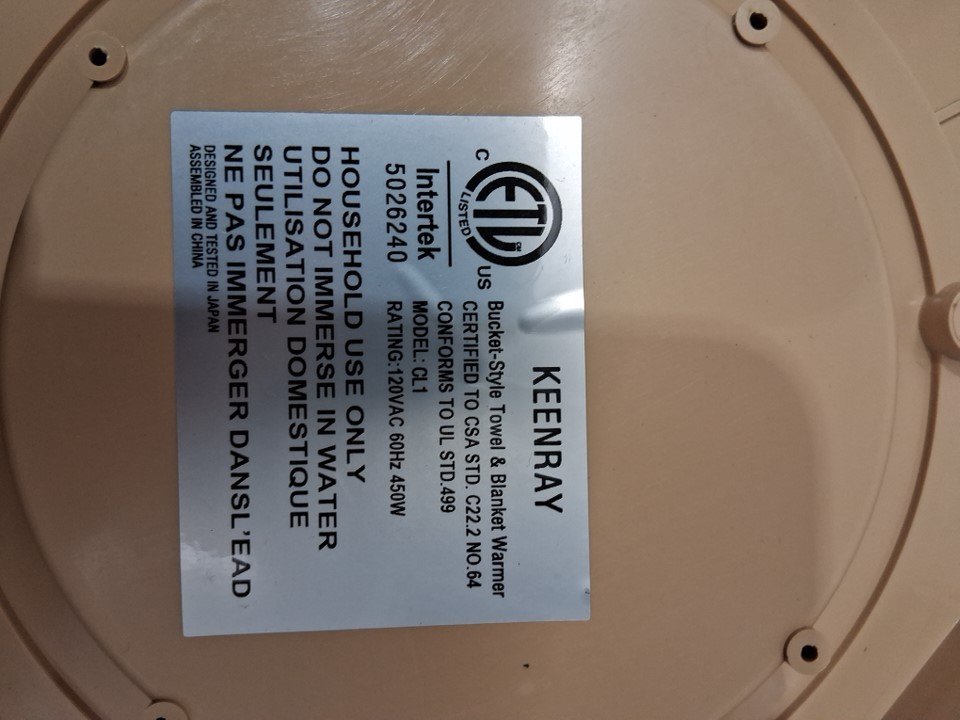 KEENRAY
C ETL CM LISTED US
Intertek
5026240
Bucket-Style Towel & Blanket Warmer
CERTIFIED TO CSA STD. C22.2 NO.64
CONFORMS TO UL STD.499
MODEL: CL1
RATING:120VAC 60Hz 450W
HOUSEHOLD USE ONLY
DO NOT IMMERSE IN WATER
UTILISATION DOMESTIQUE
SEULEMENT
NE PAS IMMERGER DANSL'EAD
DESIGNED AND TESTED IN JAPAN
ASSEMBLED IN CHINA